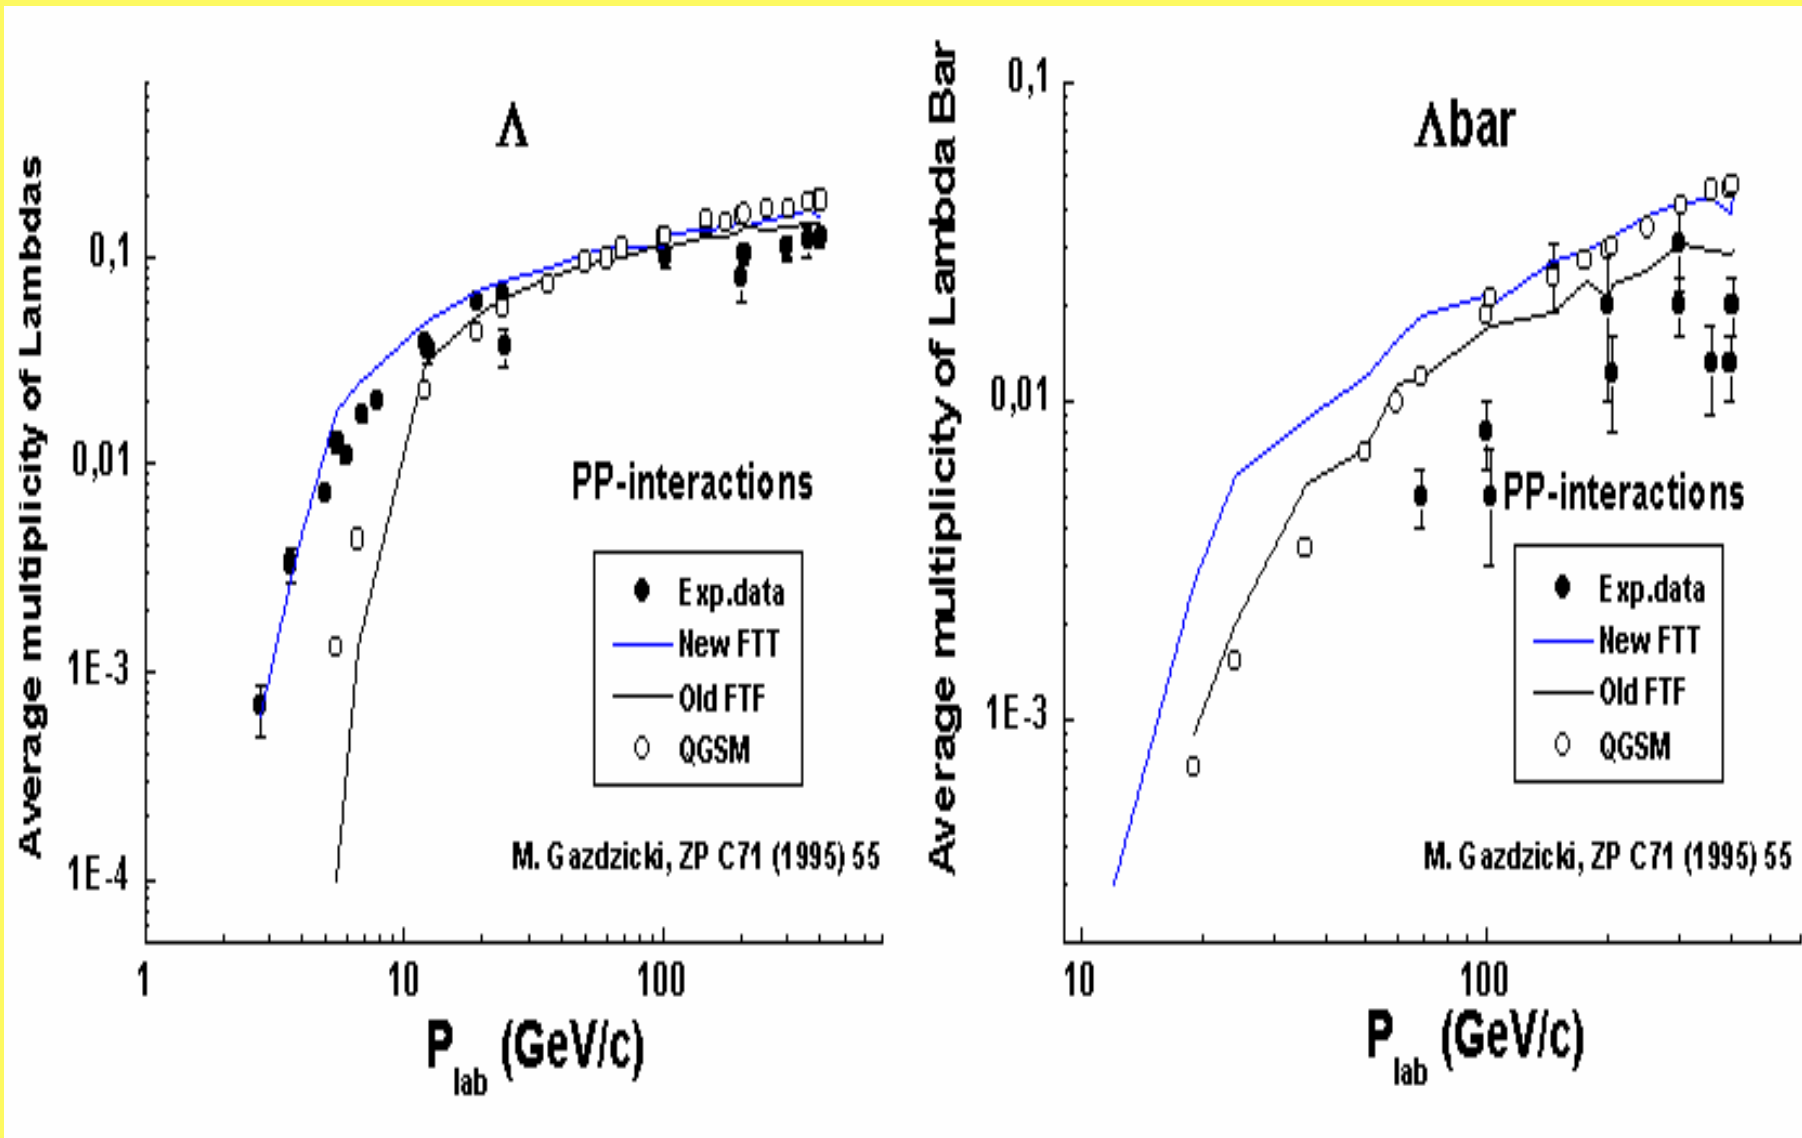 Average multiplicity of Lambdas
Λ
0,1
0,01
1E-3
1E-4
PP-interactions
Exp.data
New FTT
Old FTF
QGSM
M. Gazdzicki, ZP C71 (1995) 55
1
10
100
P lab (GeV/c)
Average multiplicity of Lambda Bar
Λbar
0,1
0,01
1E-3
PP-interactions
Exp.data
New FTT
Old FTF
QGSM
M. Gazdzicki, ZP C71 (1995) 55
10
100
P lab (GeV/c)